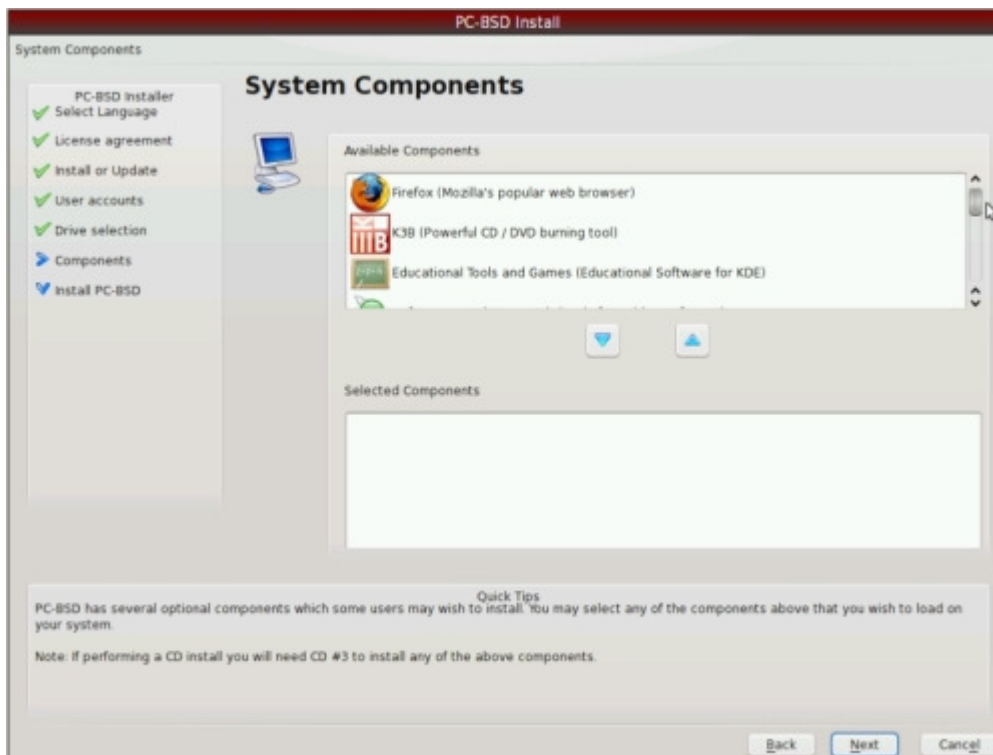 PC-BSD Install
System Components
PC-BSD Installer
Select Language
License agreement
Install or Update
User accounts
Drive selection
Components
Install PC-BSD
System Components
Available Components
Firefox (Mozilla's popular web browser)
K3B (Powerful CD / DVD burning tool)
Educational Tools and Games (Educational Software for KDE)
Selected Components
Quick Tips
PC-BSD has several optional components which some users may wish to install. You may select any of the components above that you wish to load on
your system.
Note: If performing a CD install you will need CD #3 to install any of the above components.
Back
Next
Cancel